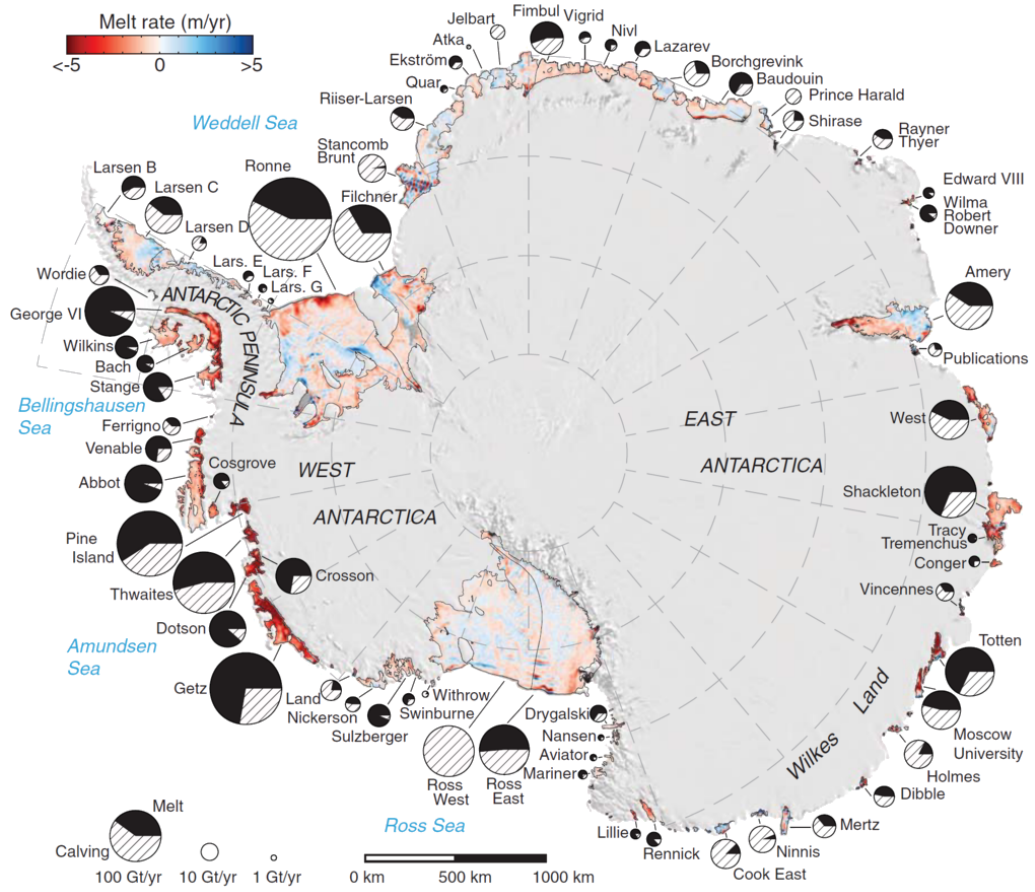 Melt rate (m/yr)
<-5
0
>5
Weddell Sea
Jelbart
Atka
Ekström
Quar
Riiser-Larsen
Stancomb
Brunt
Fimbul
Vigrid
Nivl
Lazarev
Borchgrevink
Baudouin
Prince Harald
Shirase
Rayner
Thyer
Edward VIII
Wilma
Robert
Downer
Amery
Publications
West
Shackleton
Tracy
Tremenchus
Conger
Vincennes
Totten
Moscow
University
Holmes
Dibble
Mertz
Ninnis
Cook East
Rennick
Lillie
Larsen B
Larsen C
Larsen D
Lars. E
Lars. F
Lars. G
Ronne
Filchner
Wordie
George VI
Wilkins
Bach
Stange
Bellingshausen
Sea
Ferrigno
Venable
Abbot
Cosgrove
Pine
Island
Thwaites
Crosson
Dotson
Amundsen
Sea
Getz
Land
Nickerson
Sulzberger
Swinburne
Withrow
Ross
West
Ross
East
Drygalski
Nansen
Aviator
Mariner
Ross Sea
ANTARCTIC PENINSULA
WEST
ANTARCTICA
EAST
ANTARCTICA
Wilkes Land
Melt
Calving
100 Gt/yr
10 Gt/yr
1 Gt/yr
0 km
500 km
1000 km